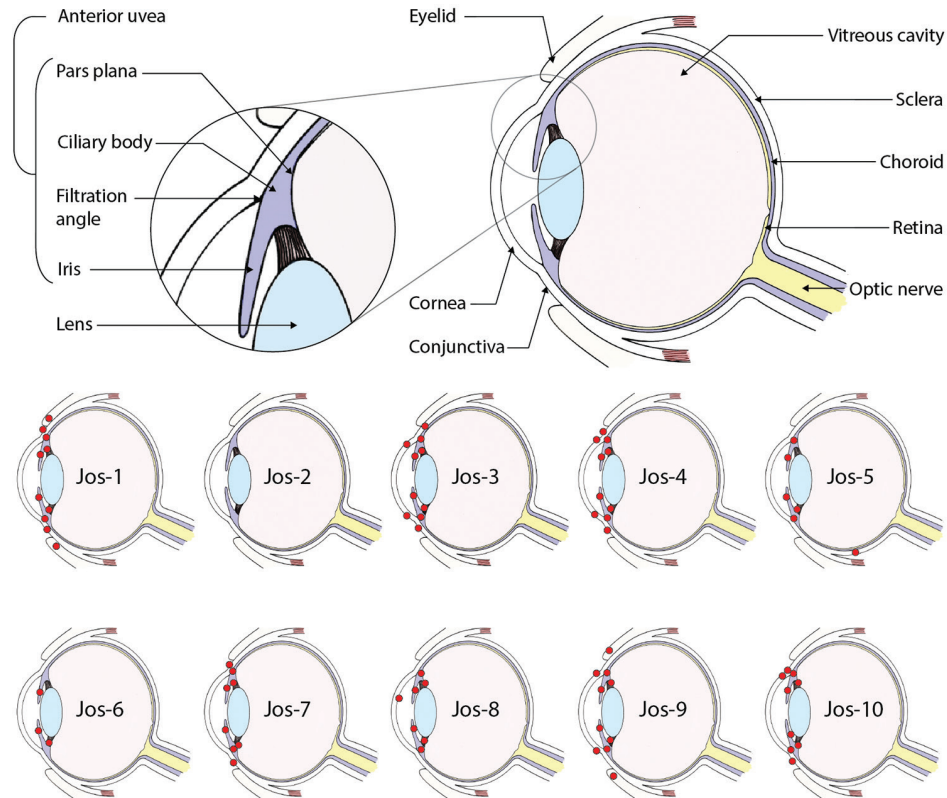 Anterior uvea
Pars plana
Ciliary body
Filtration
angle
Iris
Lens
Eyelid
Cornea
Conjunctiva
Vitreous cavity
Sclera
Choroid
Retina
Optic nerve
Jos-1
Jos-2
Jos-3
Jos-4
Jos-5
Jos-6
Jos-7
Jos-8
Jos-9
Jos-10